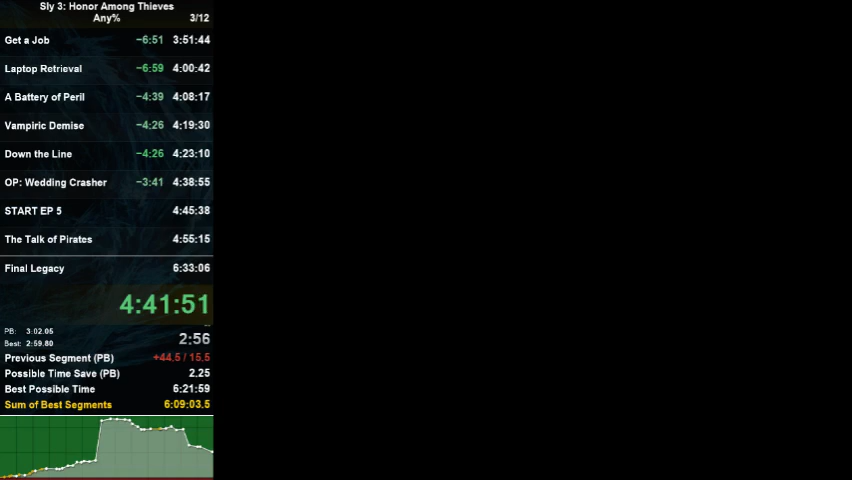 Sly 3: Honor Among Thieves
Any% 3/12
Get a Job −6:51 3:51:44
Laptop Retrieval −6:59 4:00:42
A Battery of Peril −4:39 4:08:17
Vampiric Demise −4:26 4:19:30
Down the Line −4:26 4:23:10
OP: Wedding Crasher −3:41 4:38:55
START EP 5 4:45:38
The Talk of Pirates 4:55:15
Final Legacy 6:33:06
4:41:51
PB: 3:02.05
Best: 2:59.80 2:56
Previous Segment (PB) +44.5 / 15.5
Possible Time Save (PB) 2.25
Best Possible Time 6:21:59
Sum of Best Segments 6:09:03.5